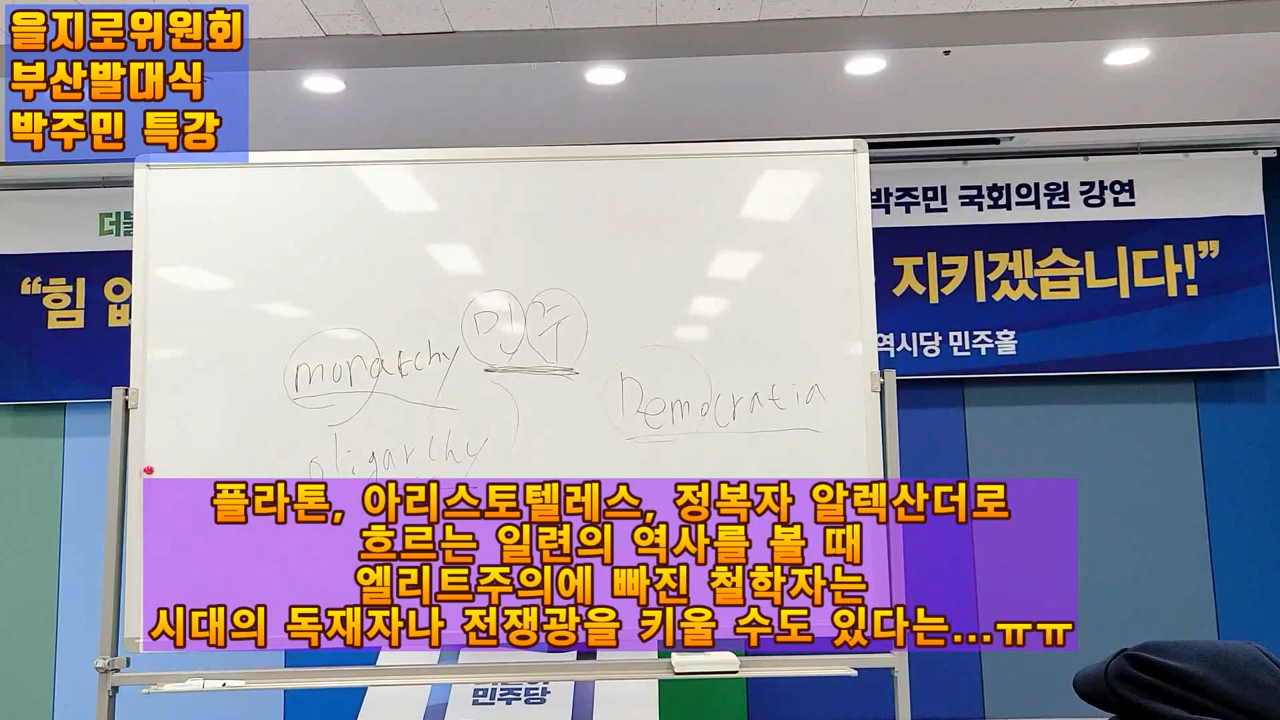 을지로위원회
부산발대식
박주민 특강
더불
박주민 국회의원 강연
“힘 없
지키겠습니다!”
역시당 민주홀
monarchy 민주
Democratia
oligarchy
플라톤, 아리스토텔레스, 정복자 알렉산더로
흐르는 일련의 역사를 볼 때
엘리트주의에 빠진 철학자는
시대의 독재자나 전쟁광을 키울 수도 있다는...ㅠㅠ
민주당